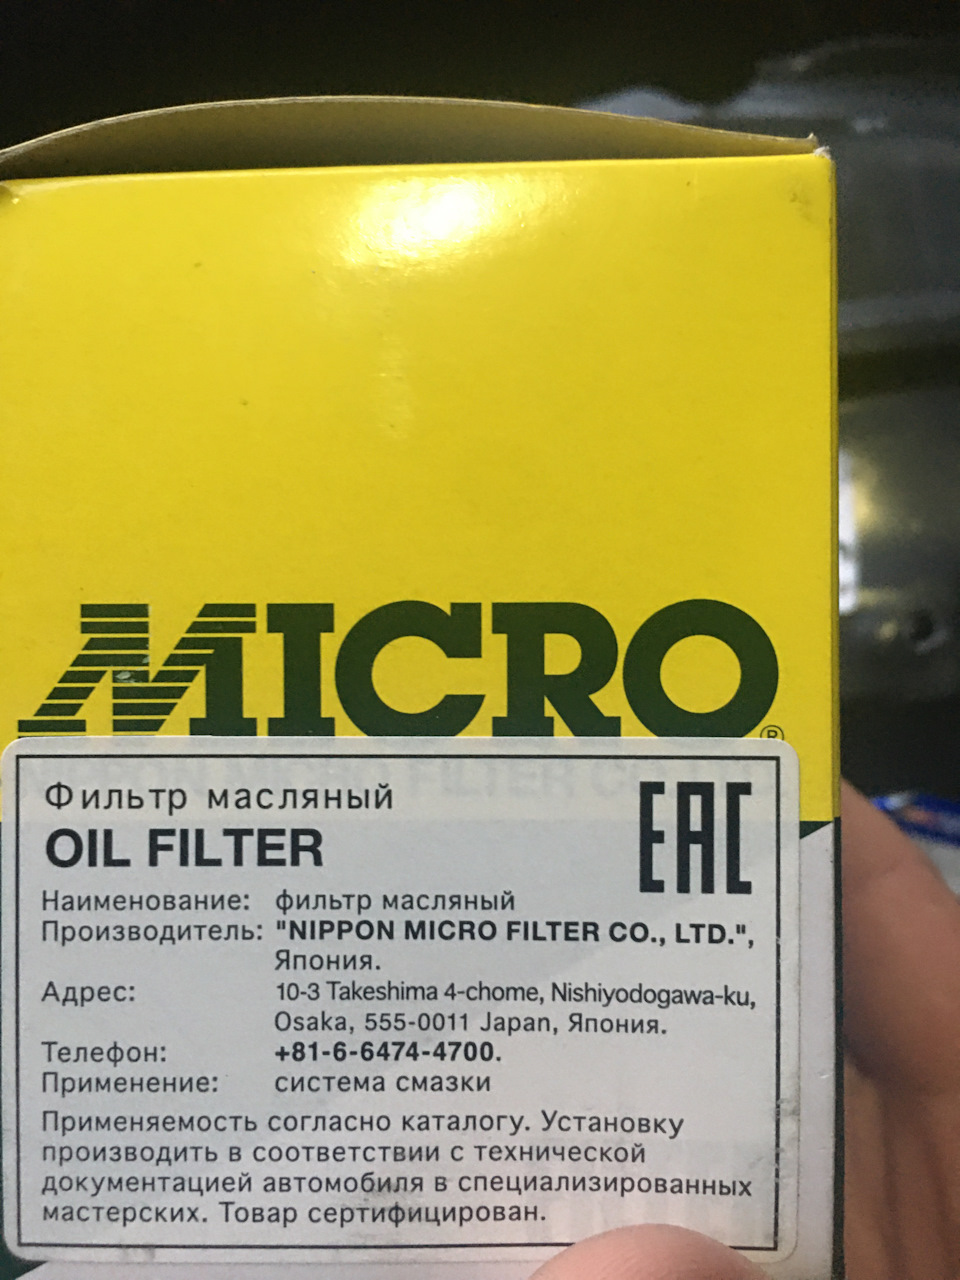 MICRO
®
Фильтр масляный
OIL FILTER
EAC
Наименование: фильтр масляный
Производитель: "NIPPON MICRO FILTER CO., LTD.",
Япония.
Адрес: 10-3 Takeshima 4-chome, Nishiyodogawa-ku,
Osaka, 555-0011 Japan, Япония.
Телефон: +81-6-6474-4700.
Применение: система смазки
Применяемость согласно каталогу. Установку
производить в соответствии с технической
документацией автомобиля в специализированных
мастерских. Товар сертифицирован.